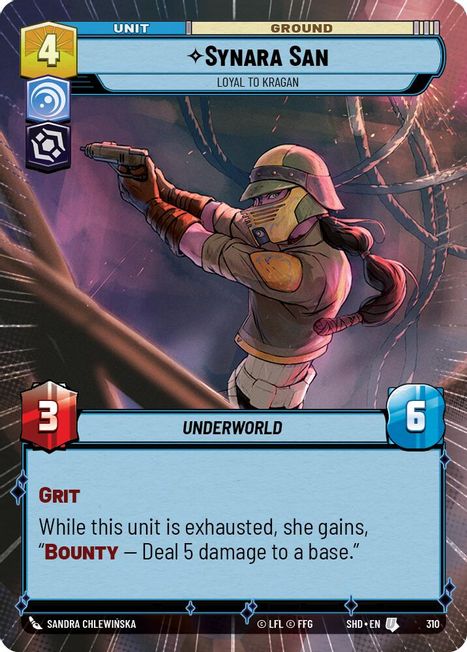 UNIT GROUND
4
✧SYNARA SAN
LOYAL TO KRAGAN
3
UNDERWORLD
6
GRIT
While this unit is exhausted, she gains,
“BOUNTY — Deal 5 damage to a base.”
SANDRA CHLEWIŃSKA © LFL © FFG SHD•EN 310